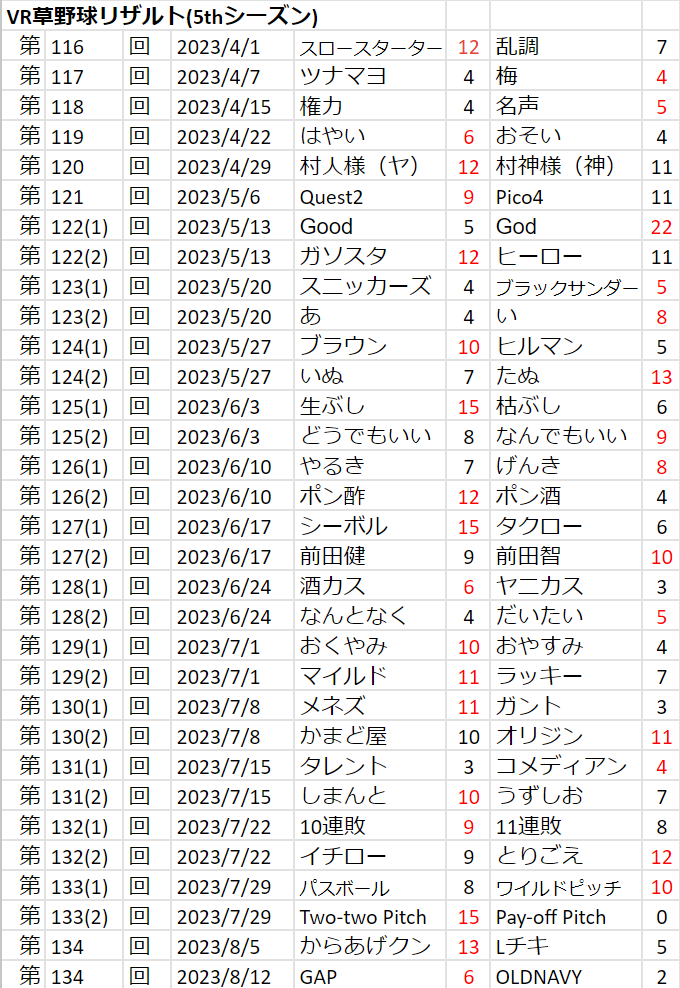 VR草野球リザルト(5thシーズン)
第 116 回 2023/4/1 スロースターター 12 乱調 7
第 117 回 2023/4/7 ツナマヨ 4 梅 4
第 118 回 2023/4/15 権力 4 名声 5
第 119 回 2023/4/22 はやい 6 おそい 4
第 120 回 2023/4/29 村人様（ヤ） 12 村神様（神） 11
第 121 回 2023/5/6 Quest2 9 Pico4 11
第 122(1) 回 2023/5/13 Good 5 God 22
第 122(2) 回 2023/5/13 ガソスタ 12 ヒーロー 11
第 123(1) 回 2023/5/20 スニッカーズ 4 ブラックサンダー 5
第 123(2) 回 2023/5/20 あ 4 い 8
第 124(1) 回 2023/5/27 ブラウン 10 ヒルマン 5
第 124(2) 回 2023/5/27 いぬ 7 たぬ 13
第 125(1) 回 2023/6/3 生ぶし 15 枯ぶし 6
第 125(2) 回 2023/6/3 どうでもいい 8 なんでもいい 9
第 126(1) 回 2023/6/10 やるき 7 げんき 8
第 126(2) 回 2023/6/10 ポン酢 12 ポン酒 4
第 127(1) 回 2023/6/17 シーボル 15 タクロー 6
第 127(2) 回 2023/6/17 前田健 9 前田智 10
第 128(1) 回 2023/6/24 酒カス 6 ヤニカス 3
第 128(2) 回 2023/6/24 なんとなく 4 だいたい 5
第 129(1) 回 2023/7/1 おくやみ 10 おやすみ 4
第 129(2) 回 2023/7/1 マイルド 11 ラッキー 7
第 130(1) 回 2023/7/8 メネズ 11 ガント 3
第 130(2) 回 2023/7/8 かまど屋 10 オリジン 11
第 131(1) 回 2023/7/15 タレント 3 コメディアン 4
第 131(2) 回 2023/7/15 しまんと 10 うずしお 7
第 132(1) 回 2023/7/22 10連敗 9 11連敗 8
第 132(2) 回 2023/7/22 イチロー 9 とりごえ 12
第 133(1) 回 2023/7/29 パスボール 8 ワイルドピッチ 10
第 133(2) 回 2023/7/29 Two-two Pitch 15 Pay-off Pitch 0
第 134 回 2023/8/5 からあげクン 13 Lチキ 5
第 134 回 2023/8/12 GAP 6 OLDNAVY 2